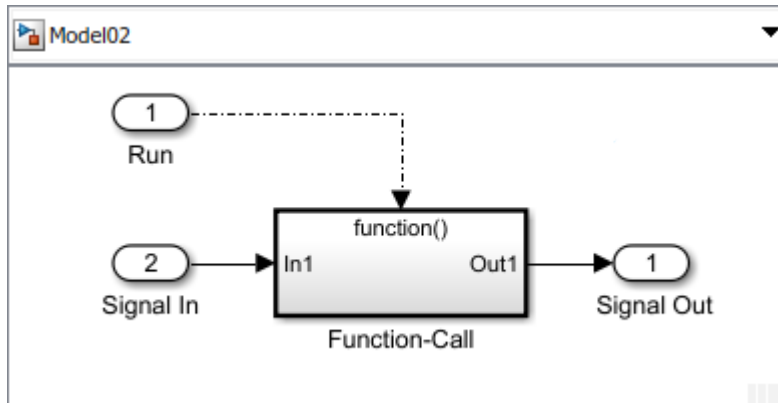 Model02
1
Run
function()
2
In1
Out1
1
Signal In
Signal Out
Function-Call